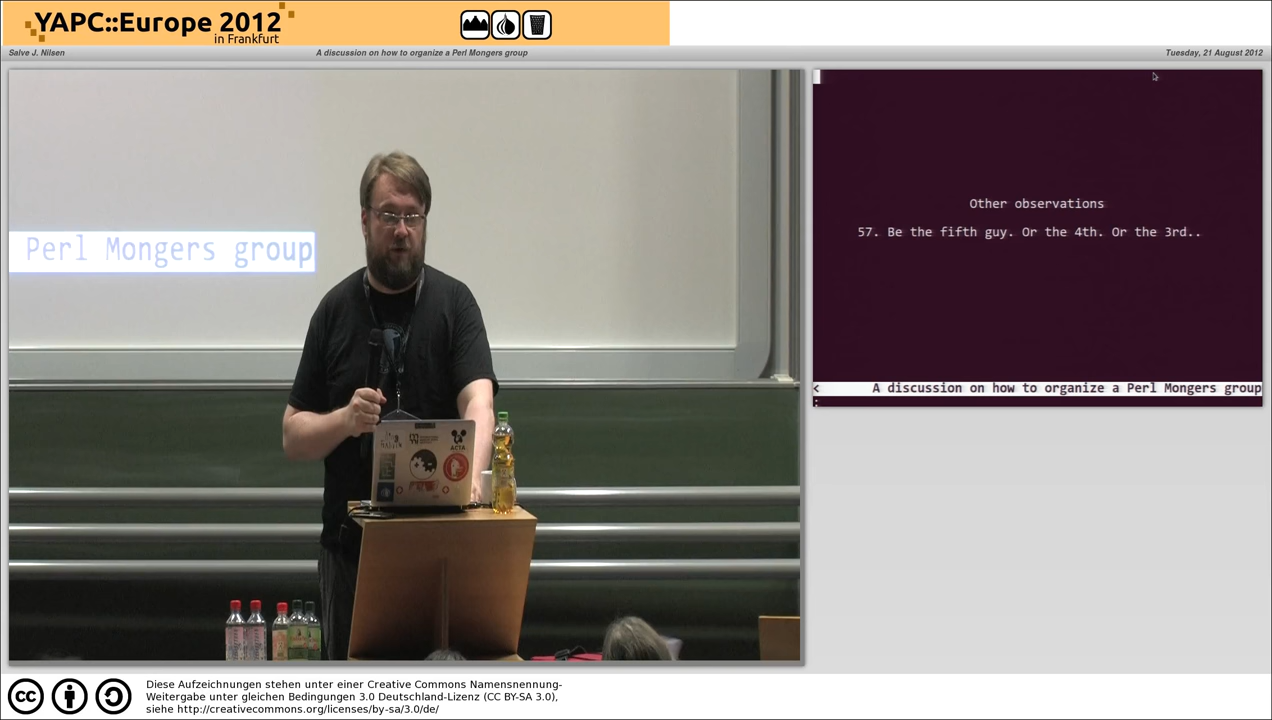 YAPC::Europe 2012
in Frankfurt
Salve J. Nilsen
A discussion on how to organize a Perl Mongers group
Tuesday, 21 August 2012
Perl Mongers group
ACTA
Other observations
57. Be the fifth guy. Or the 4th. Or the 3rd..
< A discussion on how to organize a Perl Mongers group
:
cc
Diese Aufzeichnungen stehen unter einer Creative Commons Namensnennung-
Weitergabe unter gleichen Bedingungen 3.0 Deutschland-Lizenz (CC BY-SA 3.0),
siehe http://creativecommons.org/licenses/by-sa/3.0/de/